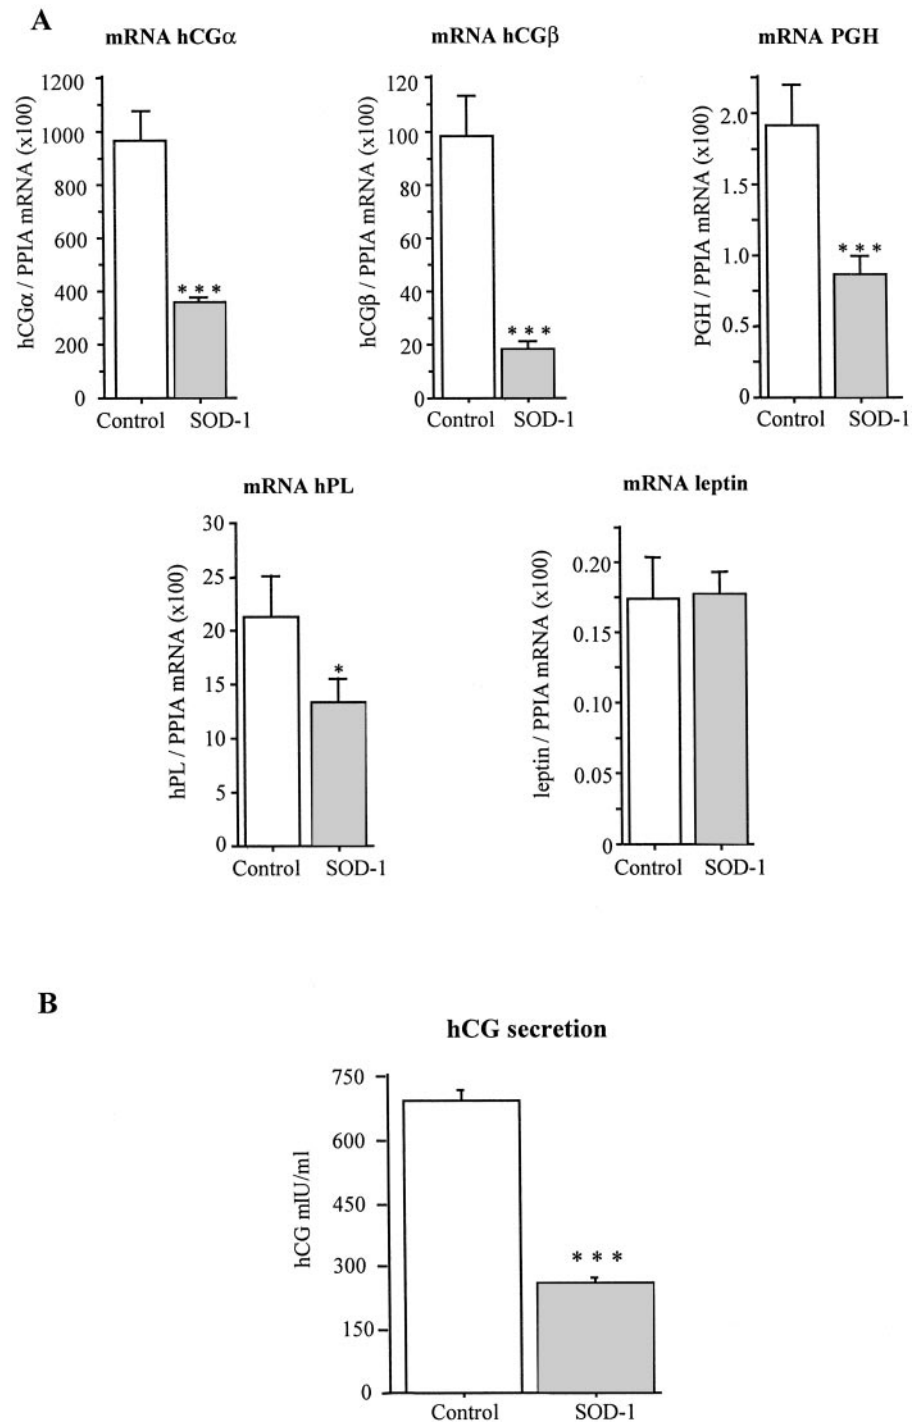 A
mRNA hCGα
mRNA hCGβ
mRNA PGH
hCGα / PPIA mRNA (x100)
1200
1000
800
600
400
200
0
* * *
Control SOD-1
hCGβ / PPIA mRNA (x100)
120
100
80
60
40
20
0
* * *
Control SOD-1
PGH / PPIA mRNA (x100)
2.0
1.5
1.0
0.5
0
* * *
Control SOD-1
mRNA hPL
mRNA leptin
hPL / PPIA mRNA (x100)
30
25
20
15
10
5
0
*
Control SOD-1
leptin / PPIA mRNA (x100)
0.20
0.15
0.10
0.05
0
Control SOD-1
B
hCG secretion
hCG mIU/ml
750
600
450
300
150
0
* * *
Control SOD-1